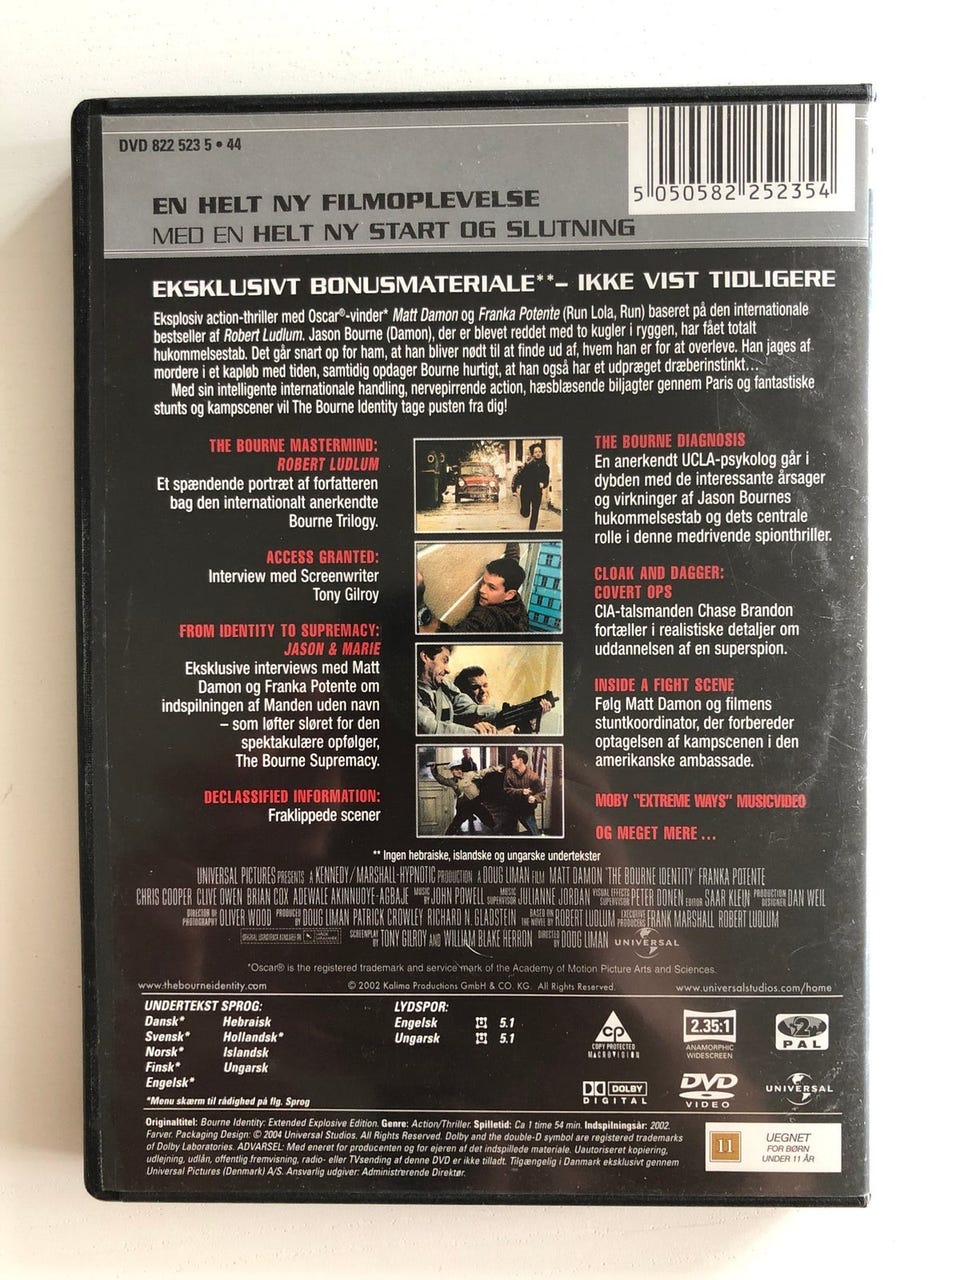 DVD 822 523 5 • 44
5 050582 252354
EN HELT NY FILMOPLEVELSE
MED EN HELT NY START OG SLUTNING
EKSKLUSIVT BONUSMATERIALE**– IKKE VIST TIDLIGERE
Eksplosiv action-thriller med Oscar®-vinder* Matt Damon og Franka Potente (Run Lola, Run) baseret på den internationale
bestseller af Robert Ludlum. Jason Bourne (Damon), der er blevet reddet med to kugler i ryggen, har fået totalt
hukommelsestab. Det går snart op for ham, at han bliver nødt til at finde ud af, hvem han er for at overleve. Han jages af
mordere i et kapløb med tiden, samtidig opdager Bourne hurtigt, at han også har et udpræget dræberinstinkt…
Med sin intelligente internationale handling, nervepirrende action, hæsblæsende biljagter gennem Paris og fantastiske
stunts og kampscener vil The Bourne Identity tage pusten fra dig!
THE BOURNE MASTERMIND:
ROBERT LUDLUM
Et spændende portræt af forfatteren
bag den internationalt anerkendte
Bourne Trilogy.
ACCESS GRANTED:
Interview med Screenwriter
Tony Gilroy
FROM IDENTITY TO SUPREMACY:
JASON & MARIE
Eksklusive interviews med Matt
Damon og Franka Potente om
indspilningen af Manden uden navn
– som løfter sløret for den
spektakulære opfølger,
The Bourne Supremacy.
DECLASSIFIED INFORMATION:
Fraklippede scener
THE BOURNE DIAGNOSIS
En anerkendt UCLA-psykolog går i
dybden med de interessante årsager
og virkninger af Jason Bournes
hukommelsestab og dets centrale
rolle i denne medrivende spionthriller.
CLOAK AND DAGGER:
COVERT OPS
CIA-talsmanden Chase Brandon
fortæller i realistiske detaljer om
uddannelsen af en superspion.
INSIDE A FIGHT SCENE
Følg Matt Damon og filmens
stuntkoordinator, der forbereder
optagelsen af kampscenen i den
amerikanske ambassade.
MOBY "EXTREME WAYS" MUSICVIDEO
OG MEGET MERE ...
** Ingen hebraiske, islandske og ungarske undertekster
UNIVERSAL PICTURES PRESENTS A KENNEDY/MARSHALL-HYPNOTIC PRODUCTION A DOUG LIMAN FILM MATT DAMON "THE BOURNE IDENTITY" FRANKA POTENTE
CHRIS COOPER CLIVE OWEN BRIAN COX ADEWALE AKINNUOYE-AGBAJE MUSIC BY JOHN POWELL MUSIC SUPERVISOR JULIANNE JORDAN VISUAL EFFECTS SUPERVISOR PETER DONEN EDITOR SAAR KLEIN PRODUCTION DESIGNER DAN WEIL
DIRECTOR OF PHOTOGRAPHY OLIVER WOOD PRODUCED BY DOUG LIMAN PATRICK CROWLEY RICHARD N. GLADSTEIN BASED ON THE NOVEL BY ROBERT LUDLUM EXECUTIVE PRODUCERS FRANK MARSHALL ROBERT LUDLUM
SCREENPLAY BY TONY GILROY AND WILLIAM BLAKE HERRON DIRECTED BY DOUG LIMAN UNIVERSAL
*Oscar® is the registered trademark and service mark of the Academy of Motion Picture Arts and Sciences.
www.thebourneidentity.com © 2002 Kalima Productions GmbH & CO. KG. All Rights Reserved. www.universalstudios.com/home
UNDERTEKST SPROG:
Dansk* Hebraisk
Svensk* Hollandsk*
Norsk* Islandsk
Finsk* Ungarsk
Engelsk*
*Menu skærm til rådighed på flg. Sprog
LYDSPOR:
Engelsk 5.1
Ungarsk 5.1
CP
COPY PROTECTED
MACROVISION
2.35:1
ANAMORPHIC
WIDESCREEN
2
PAL
DOLBY
DIGITAL
DVD
VIDEO
UNIVERSAL
Originaltitel: Bourne Identity: Extended Explosive Edition. Genre: Action/Thriller. Spilletid: Ca 1 time 54 min. Indspilningsår: 2002.
Farver. Packaging Design: © 2004 Universal Studios. All Rights Reserved. Dolby and the double-D symbol are registered trademarks
of Dolby Laboratories. ADVARSEL: Med eneret for producenten og for ejeren af det indspillede materiale. Uautoriseret kopiering,
udlejning, udlån, offentlig fremvisning, radio- eller TVsending af denne DVD er ikke tilladt. Tilgængelig i Danmark eksklusivt gennem
Universal Pictures (Denmark) A/S. Ansvarlig udgiver: Administrerende Direktør.
11
UEGNET
FOR BØRN
UNDER 11 ÅR